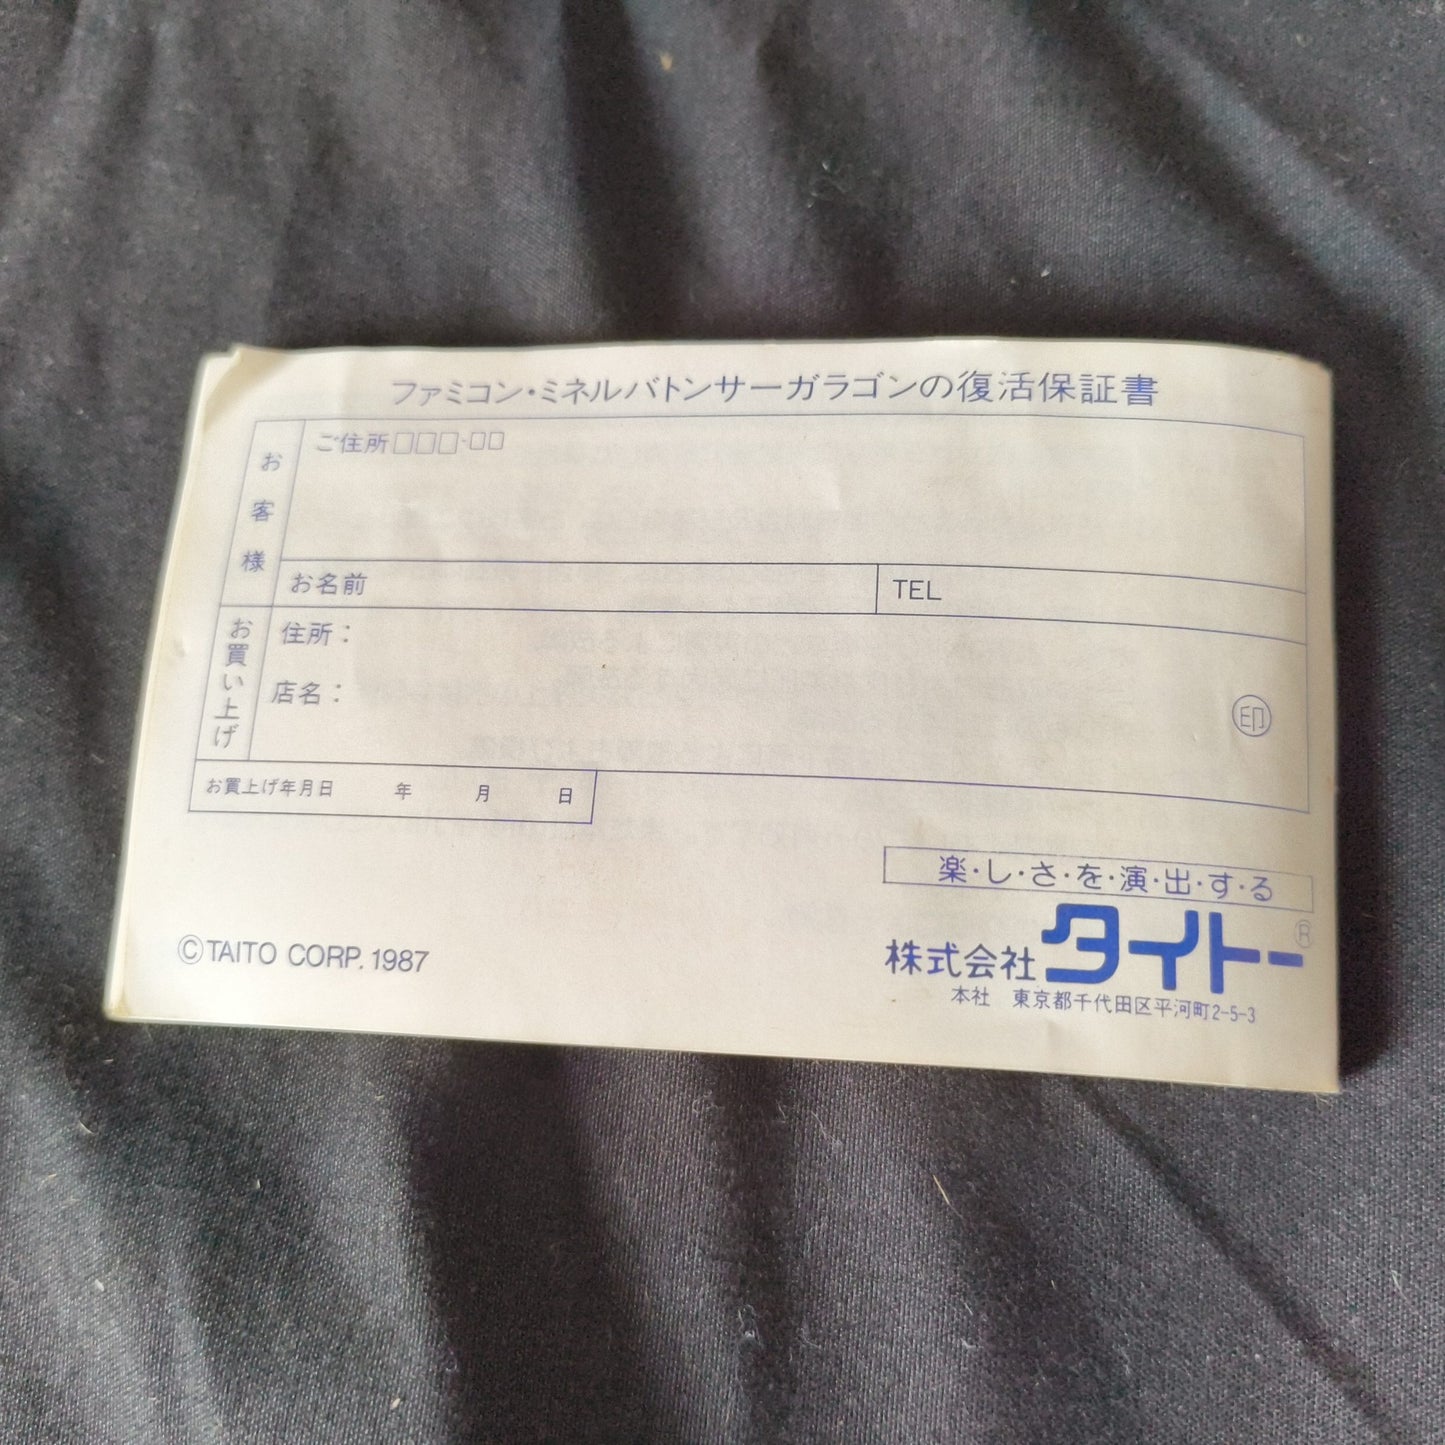 ファミコン・ミネルバトンサーガラゴンの復活保証書
お客様
ご住所□□□-□□
お名前
TEL
お買い上げ
住所：
店名：
印
お買上げ年月日 年 月 日
楽・し・さ・を・演・出・す・る
株式会社タイトー®
本社 東京都千代田区平河町2-5-3
©TAITO CORP. 1987